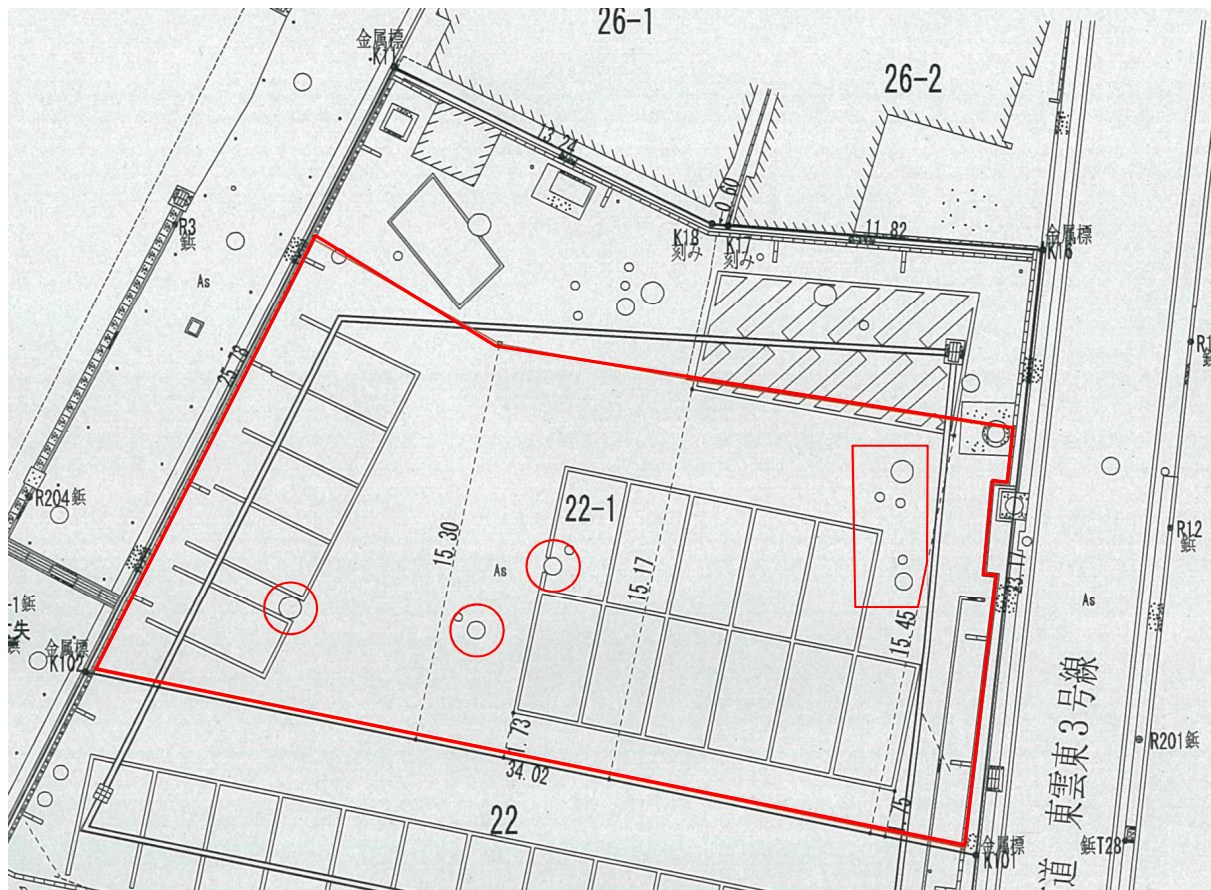 26-1
金属標
K11
26-2
13.24
0.60
11.82
金属標
K16
K18
刻み
K17
刻み
R3
鋲
As
25.78
R204鋲
22-1
15.30
As
15.17
15.45
R12
鋲
As
-1鋲
金属標
K102
1.73
34.02
22
R201鋲
鋲T28
金属標
K101
道 東雲東3号線